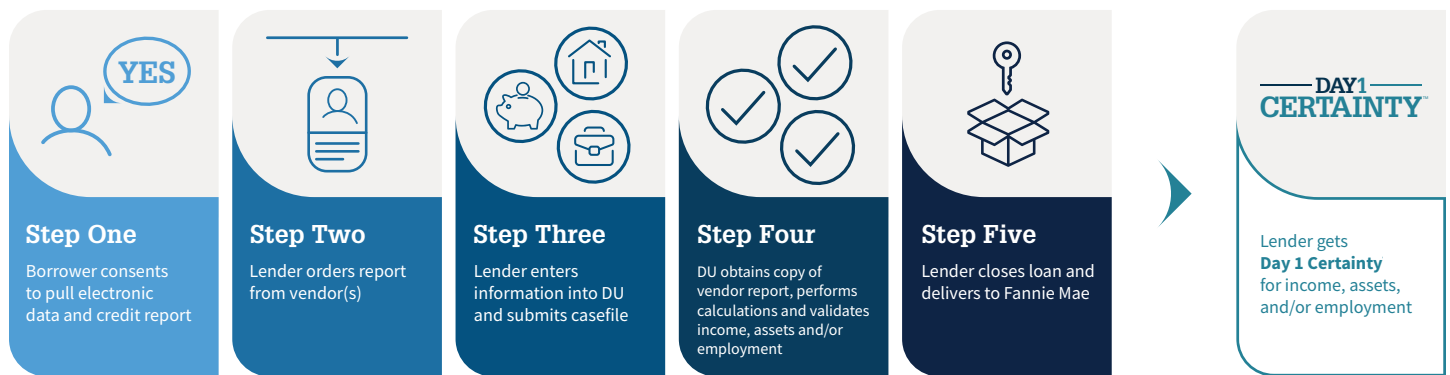 YES
Step One
Borrower consents
to pull electronic
data and credit report
Step Two
Lender orders report
from vendor(s)
Step Three
Lender enters
information into DU
and submits casefile
Step Four
DU obtains copy of
vendor report, performs
calculations and validates
income, assets and/or
employment
Step Five
Lender closes loan and
delivers to Fannie Mae
DAY1
CERTAINTY™
Lender gets
Day 1 Certainty
for income, assets,
and/or employment